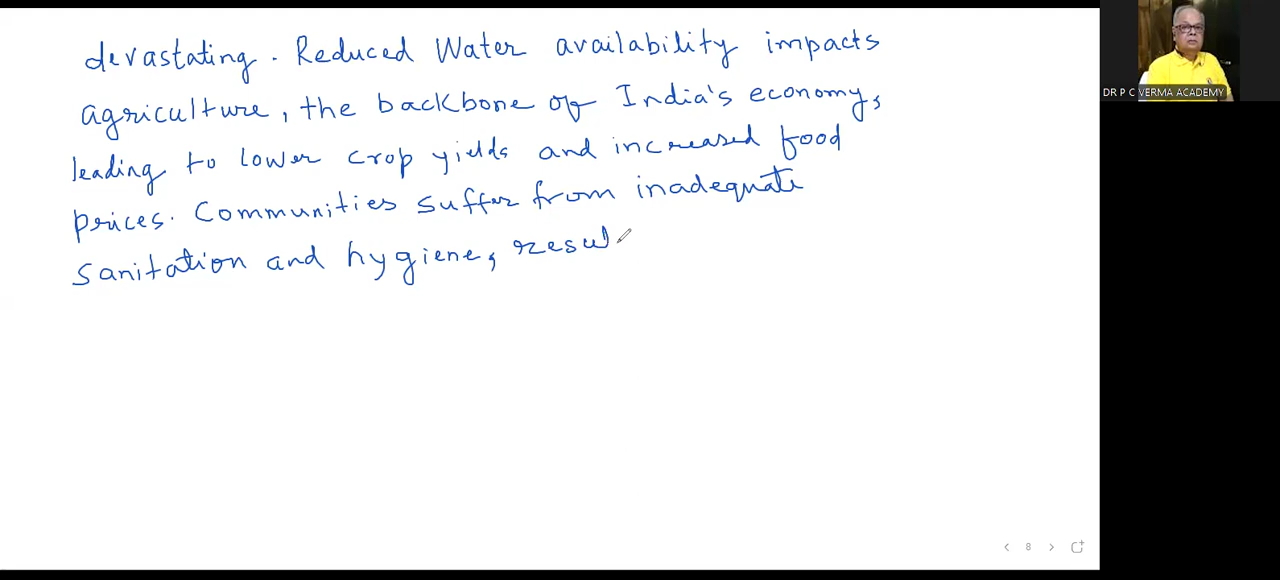 devastating. Reduced Water availability impacts
agriculture, the backbone of India's economy,
leading to lower crop yields and increased food
prices. Communities suffer from inadequate
sanitation and hygiene, resul
DR P C VERMA ACADEMY
8